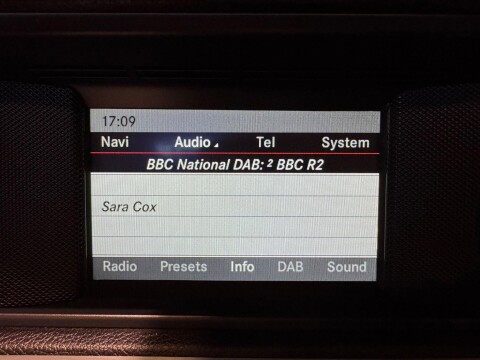 17:09
Navi Audio Tel System
BBC National DAB: ² BBC R2
Sara Cox
Radio Presets Info DAB Sound